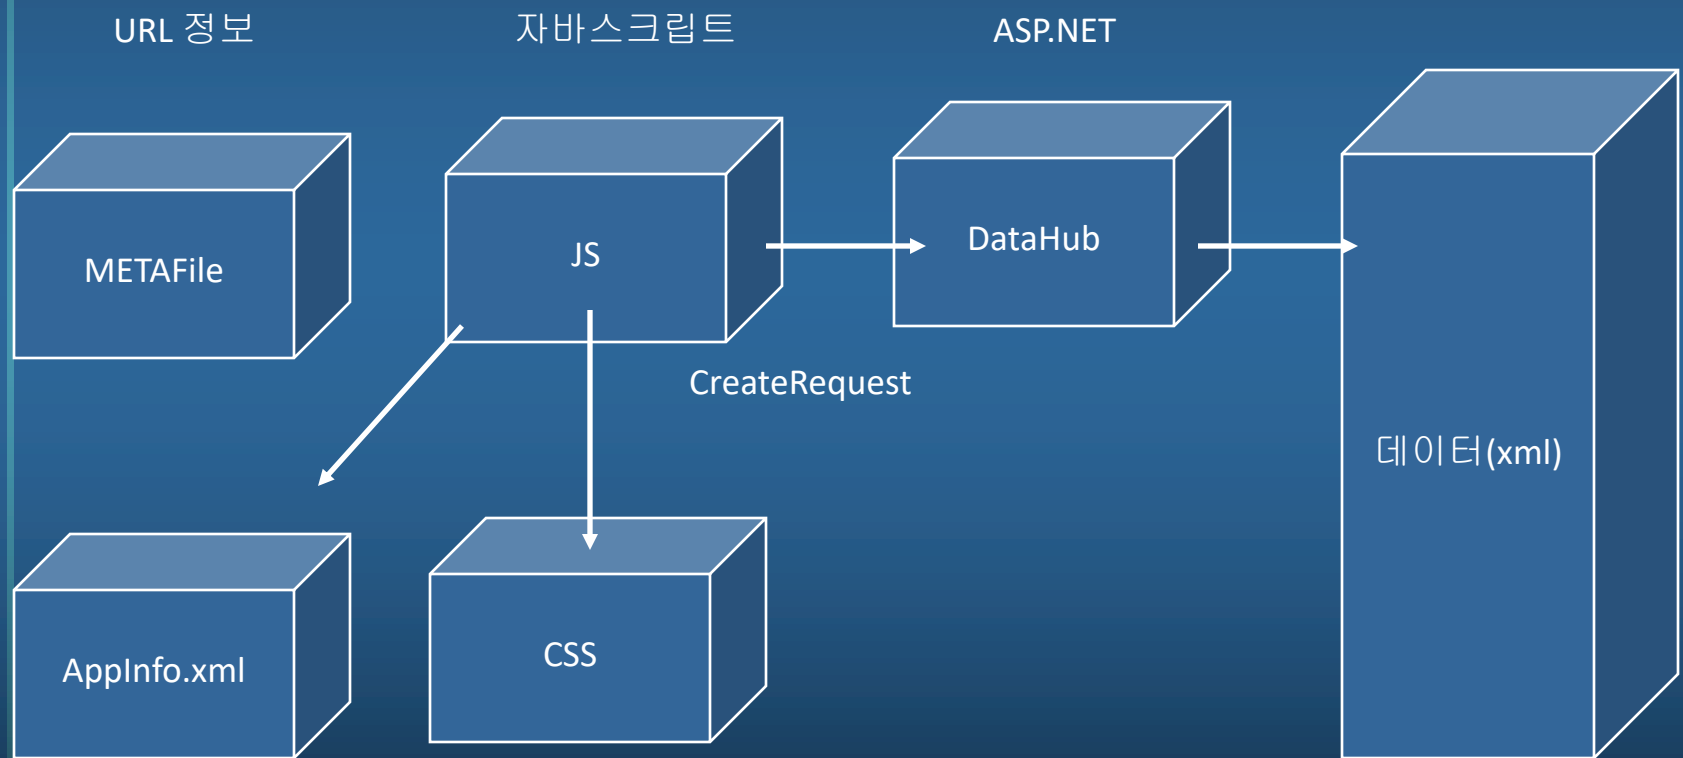 URL 정보
자바스크립트
ASP.NET
METAFile
JS
DataHub
CreateRequest
데이터(xml)
AppInfo.xml
CSS